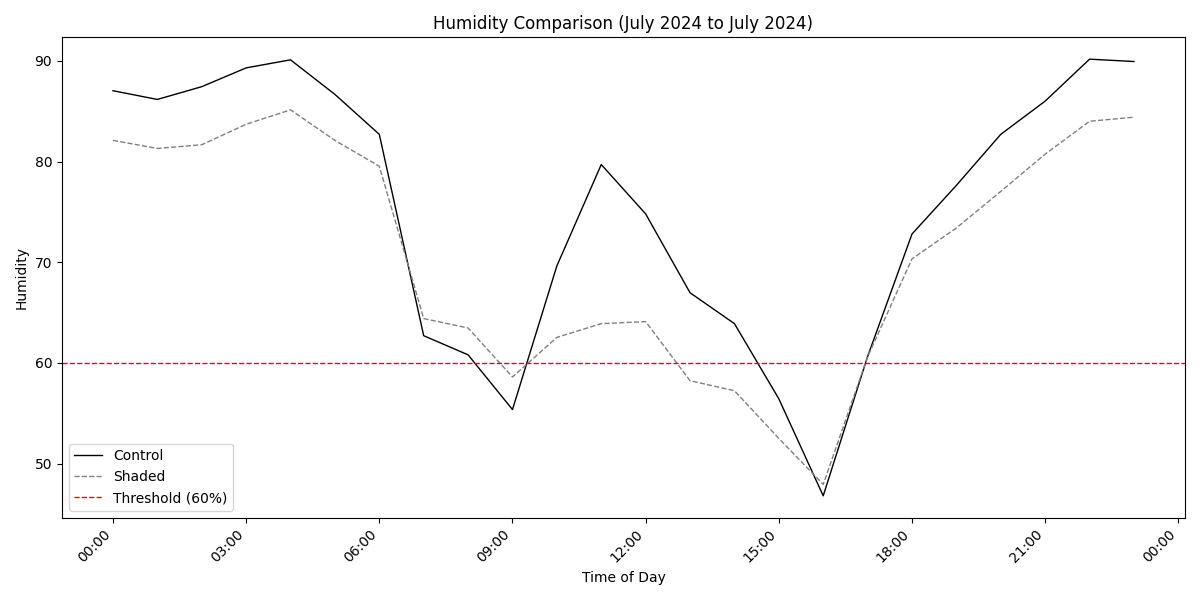 Humidity Comparison (July 2024 to July 2024)
Humidity
90
80
70
60
50
Control
Shaded
Threshold (60%)
00:00
03:00
06:00
09:00
12:00
15:00
18:00
21:00
00:00
Time of Day